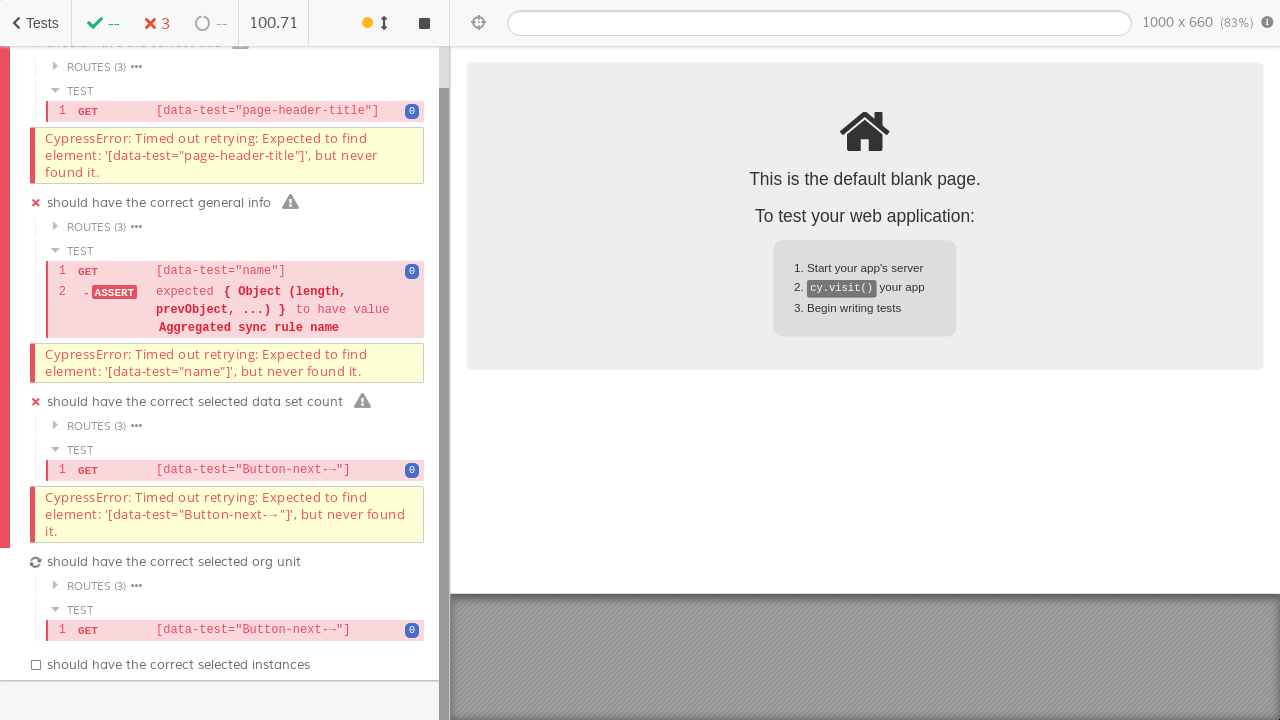 Tests
--
3
--
100.71
1000 x 660 (83%)
should have the correct title
ROUTES (3)
TEST
1 GET [data-test="page-header-title"] 0
CypressError: Timed out retrying: Expected to find
element: '[data-test="page-header-title"]', but never
found it.
should have the correct general info
ROUTES (3)
TEST
1 GET [data-test="name"] 0
2 -ASSERT expected { Object (length,
prevObject, ...) } to have value
Aggregated sync rule name
CypressError: Timed out retrying: Expected to find
element: '[data-test="name"]', but never found it.
should have the correct selected data set count
ROUTES (3)
TEST
1 GET [data-test="Button-next-→"] 0
CypressError: Timed out retrying: Expected to find
element: '[data-test="Button-next-→"]', but never found
it.
should have the correct selected org unit
ROUTES (3)
TEST
1 GET [data-test="Button-next-→"] 0
should have the correct selected instances
This is the default blank page.
To test your web application:
1. Start your app's server
2. cy.visit() your app
3. Begin writing tests